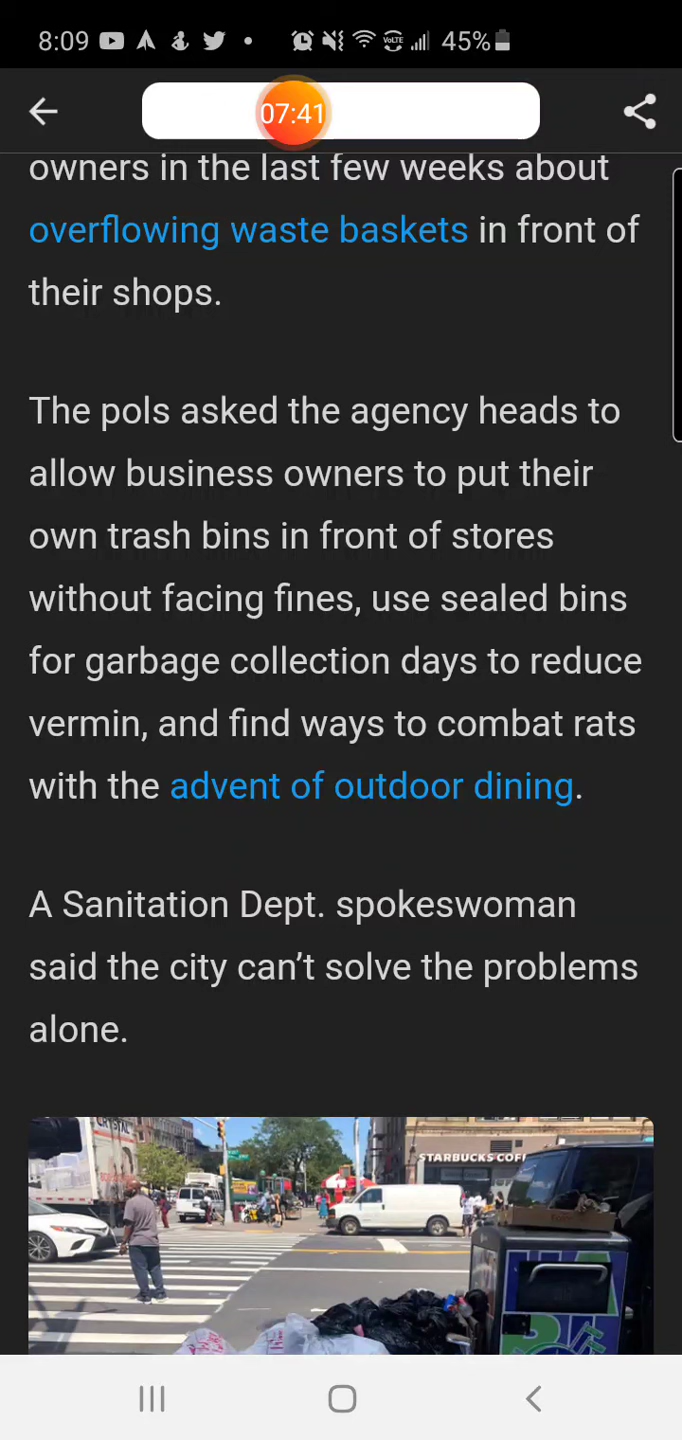 8:09 VoLTE 45%
07:41
owners in the last few weeks about
overflowing waste baskets in front of
their shops.
The pols asked the agency heads to
allow business owners to put their
own trash bins in front of stores
without facing fines, use sealed bins
for garbage collection days to reduce
vermin, and find ways to combat rats
with the advent of outdoor dining.
A Sanitation Dept. spokeswoman
said the city can’t solve the problems
alone.
CRYSTAL
STARBUCKS COFF